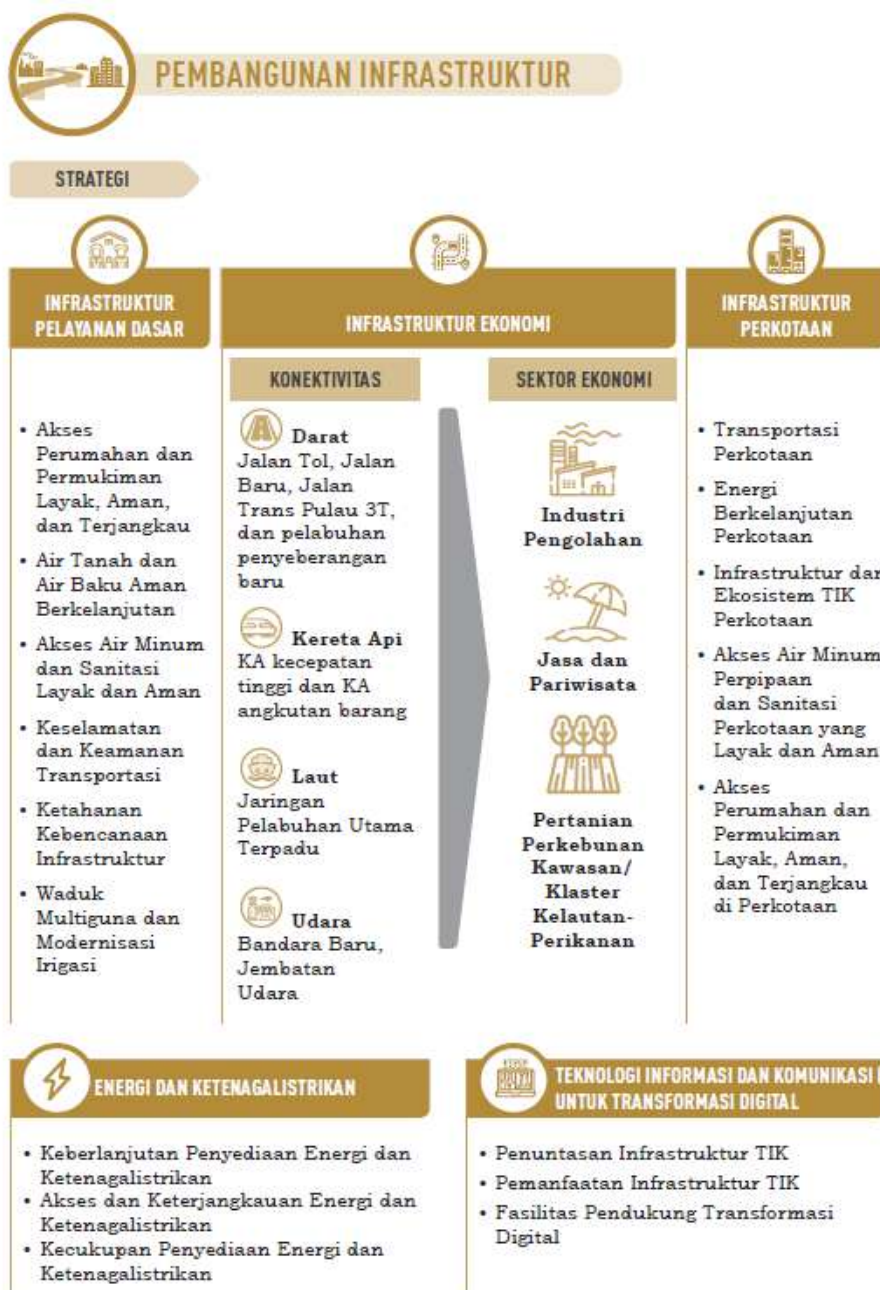 PEMBANGUNAN INFRASTRUKTUR
STRATEGI
INFRASTRUKTUR
PELAYANAN DASAR
• Akses
Perumahan dan
Permukiman
Layak, Aman,
dan Terjangkau
• Air Tanah dan
Air Baku Aman
Berkelanjutan
• Akses Air Minum
dan Sanitasi
Layak dan Aman
• Keselamatan
dan Keamanan
Transportasi
• Ketahanan
Kebencanaan
Infrastruktur
• Waduk
Multiguna dan
Modernisasi
Irigasi
INFRASTRUKTUR EKONOMI
KONEKTIVITAS
Darat
Jalan Tol, Jalan
Baru, Jalan
Trans Pulau 3T,
dan pelabuhan
penyeberangan
baru
Kereta Api
KA kecepatan
tinggi dan KA
angkutan barang
Laut
Jaringan
Pelabuhan Utama
Terpadu
Udara
Bandara Baru,
Jembatan
Udara
SEKTOR EKONOMI
Industri
Pengolahan
Jasa dan
Pariwisata
Pertanian
Perkebunan
Kawasan/
Klaster
Kelautan-
Perikanan
INFRASTRUKTUR
PERKOTAAN
• Transportasi
Perkotaan
• Energi
Berkelanjutan
Perkotaan
• Infrastruktur dan
Ekosistem TIK
Perkotaan
• Akses Air Minum
Perpipaan
dan Sanitasi
Perkotaan yang
Layak dan Aman
• Akses
Perumahan dan
Permukiman
Layak, Aman,
dan Terjangkau
di Perkotaan
ENERGI DAN KETENAGALISTRIKAN
• Keberlanjutan Penyediaan Energi dan
Ketenagalistrikan
• Akses dan Keterjangkauan Energi dan
Ketenagalistrikan
• Kecukupan Penyediaan Energi dan
Ketenagalistrikan
TEKNOLOGI INFORMASI DAN KOMUNIKASI
UNTUK TRANSFORMASI DIGITAL
• Penuntasan Infrastruktur TIK
• Pemanfaatan Infrastruktur TIK
• Fasilitas Pendukung Transformasi
Digital